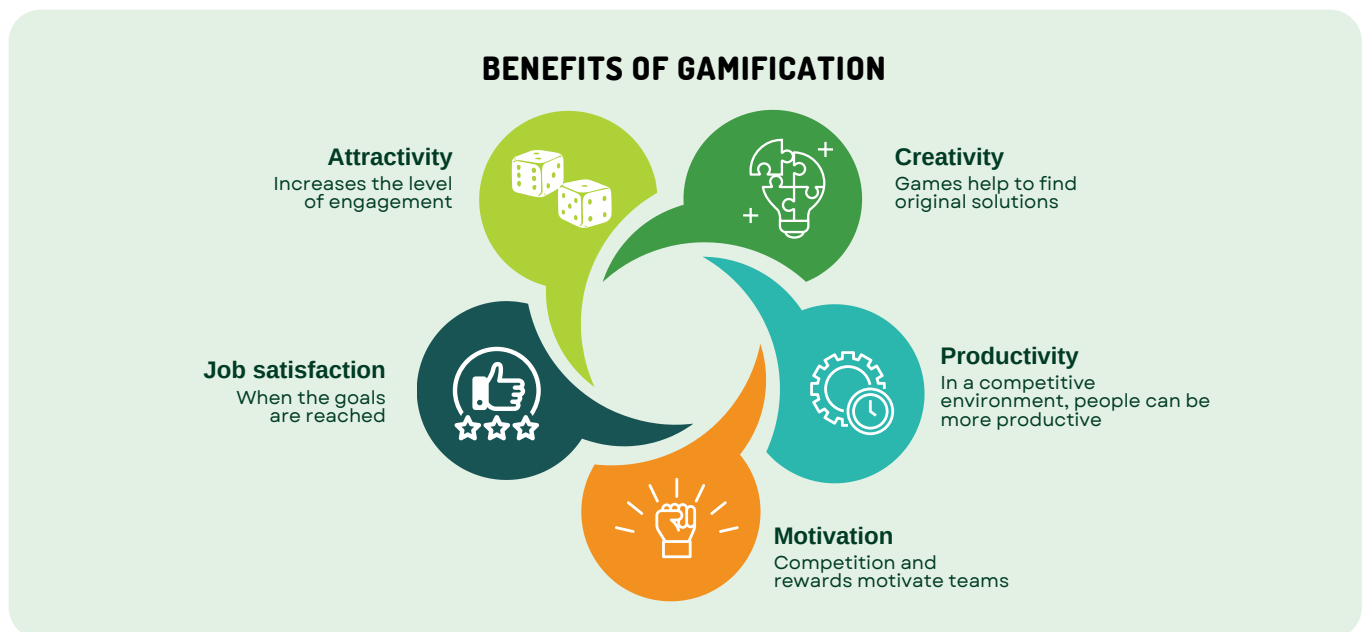 BENEFITS OF GAMIFICATION
Attractivity
Increases the level
of engagement
Creativity
Games help to find
original solutions
Job satisfaction
When the goals
are reached
Productivity
In a competitive
environment, people can be
more productive
Motivation
Competition and
rewards motivate teams